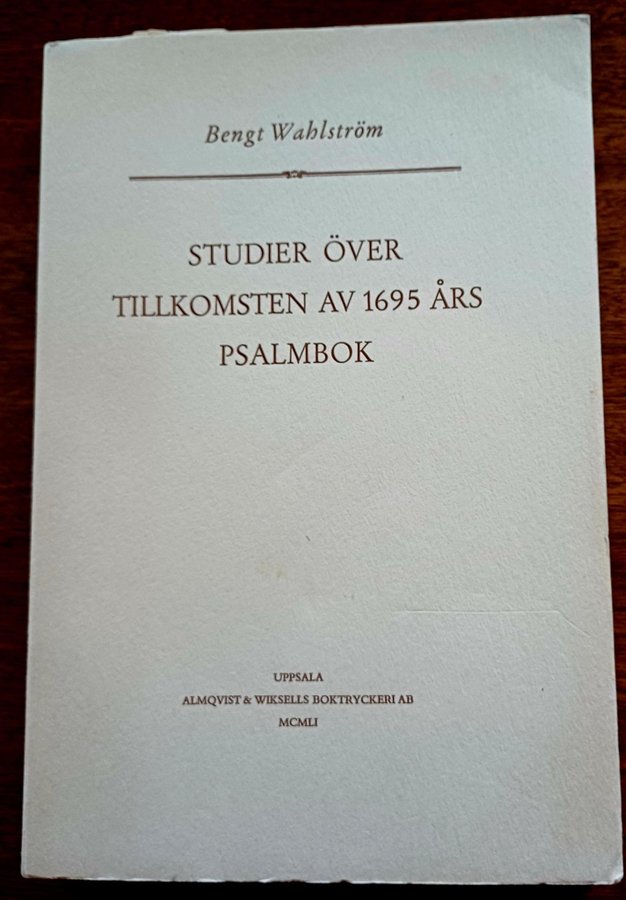 Bengt Wahlström
STUDIER ÖVER
TILLKOMSTEN AV 1695 ÅRS
PSALMBOK
UPPSALA
ALMQVIST & WIKSELLS BOKTRYCKERI AB
MCMLI